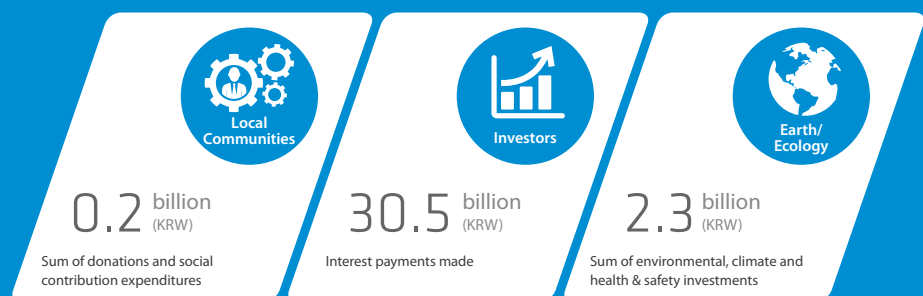 Local
Communities
0.2 billion
(KRW)
Sum of donations and social
contribution expenditures
Investors
30.5 billion
(KRW)
Interest payments made
Earth/
Ecology
2.3 billion
(KRW)
Sum of environmental, climate and
health & safety investments